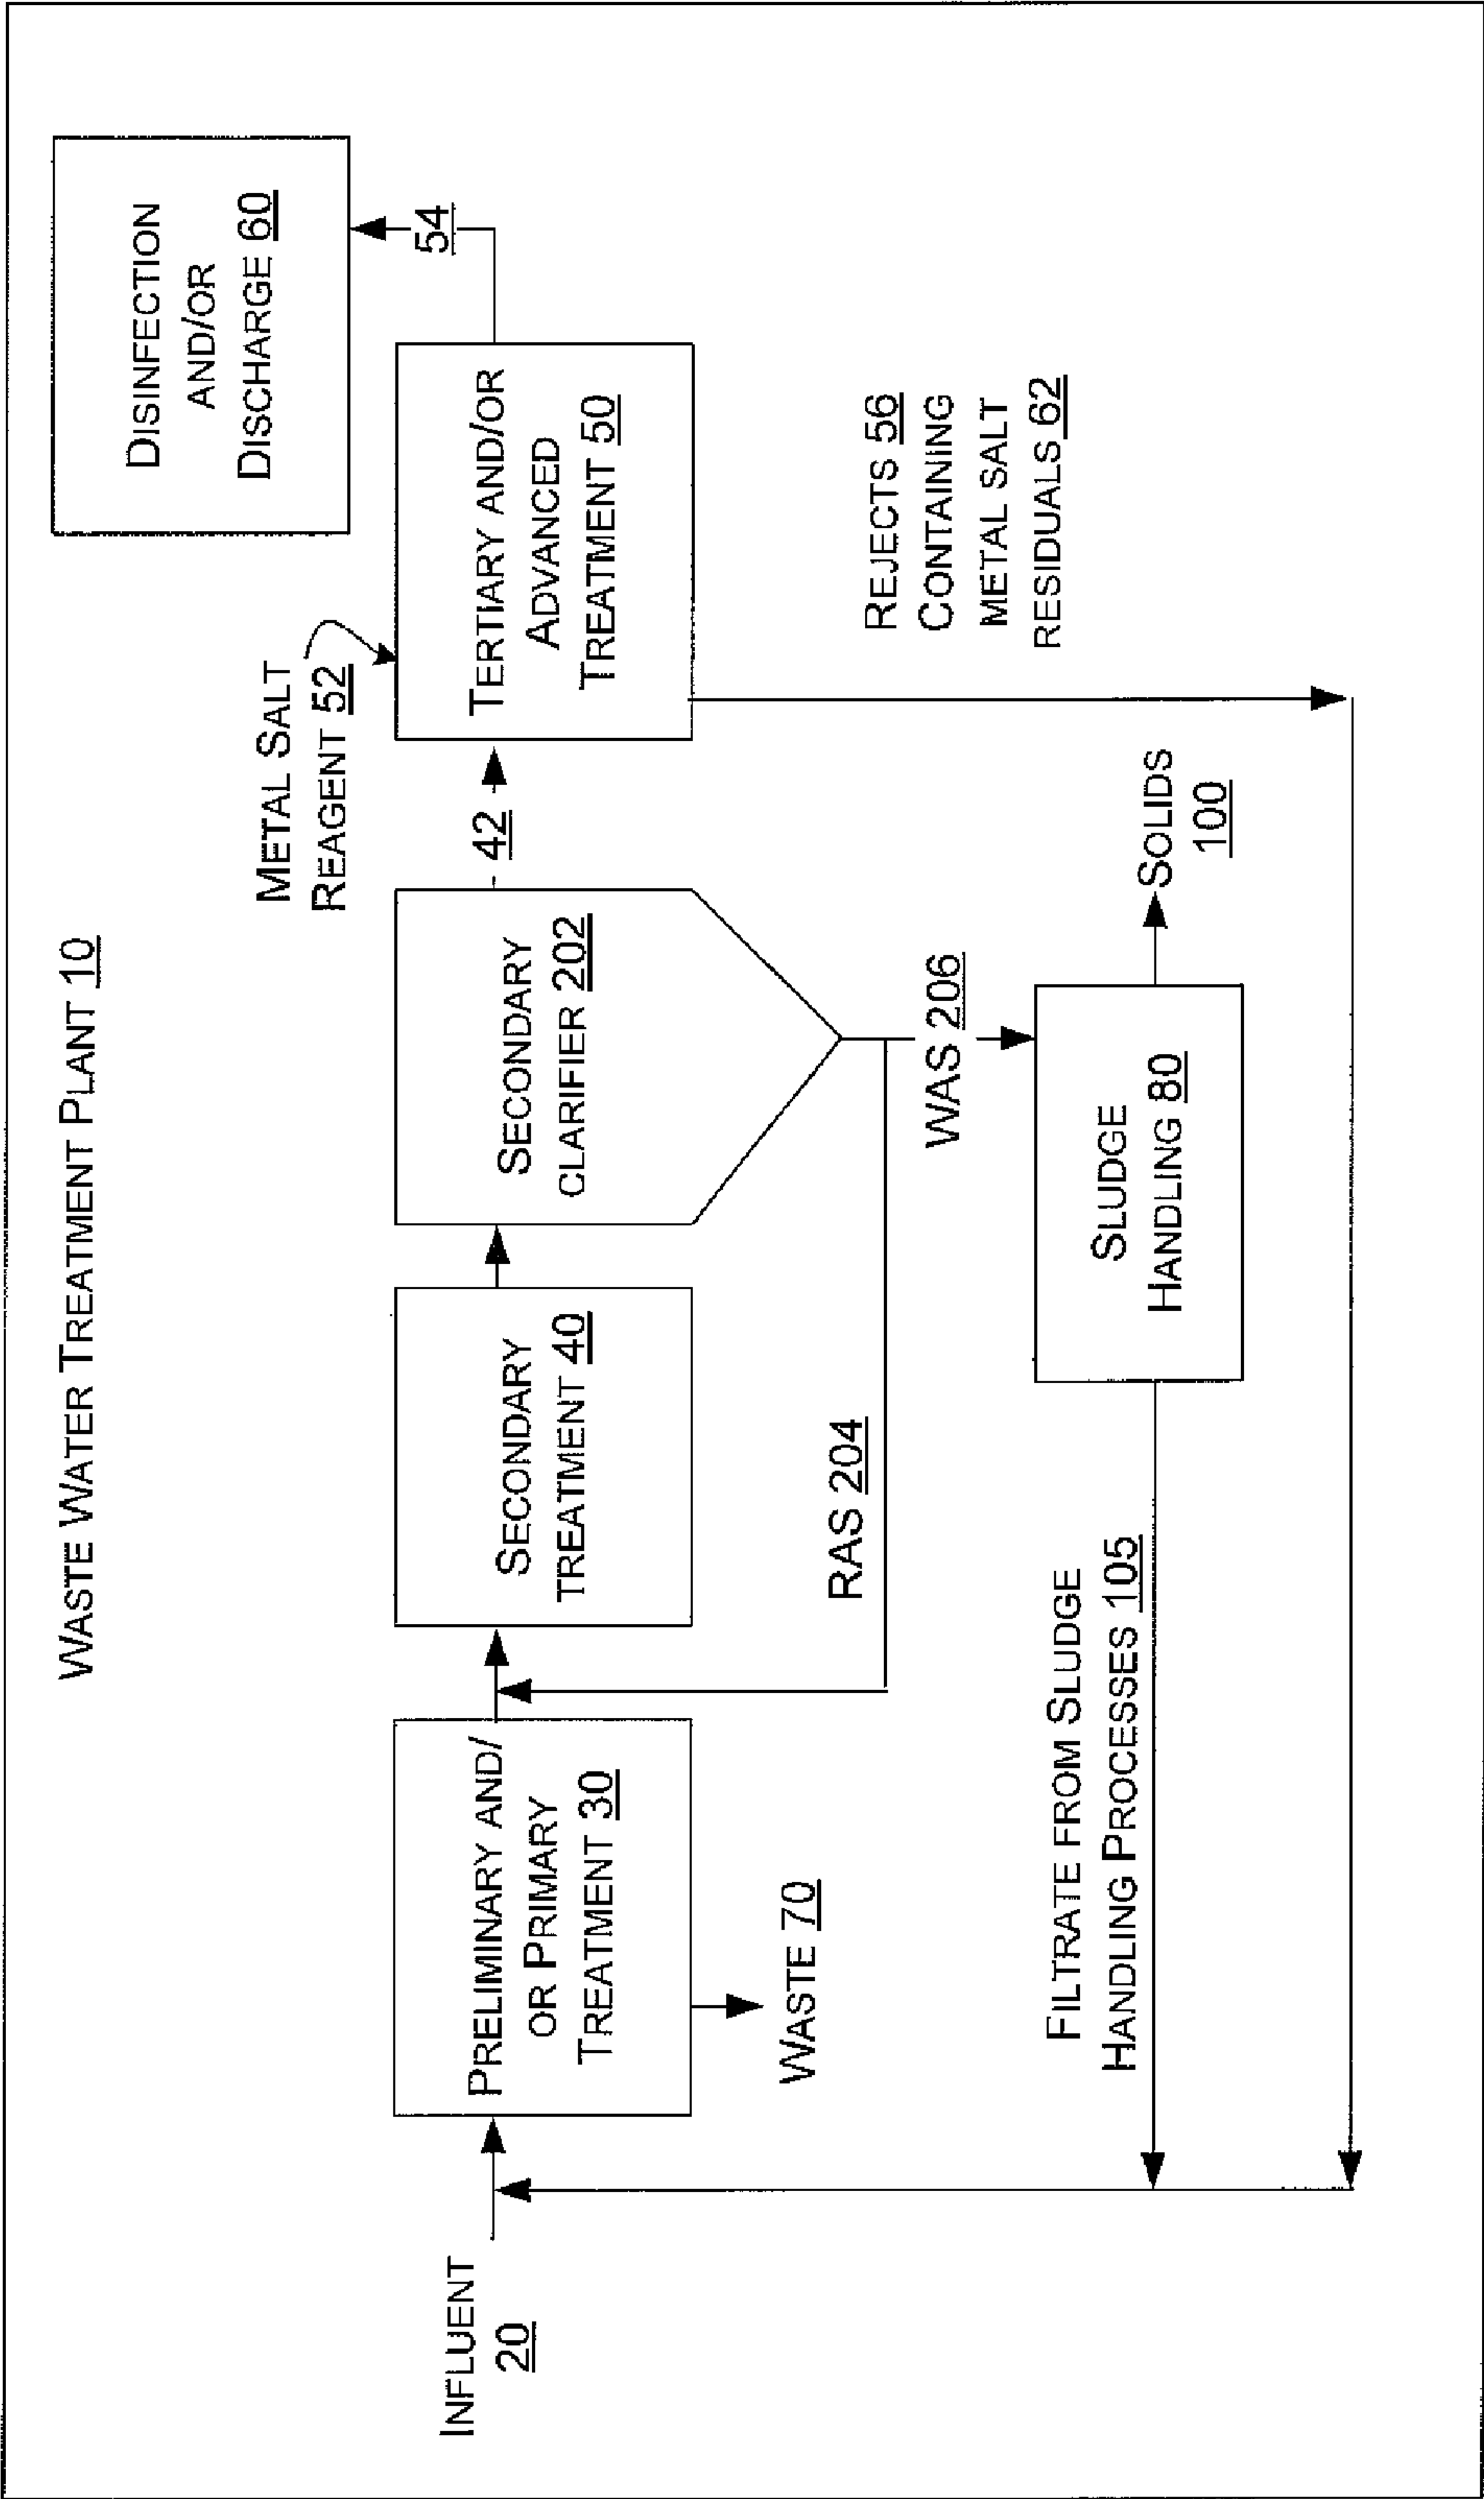 WASTE WATER TREATMENT PLANT 10
DISINFECTION
AND/OR
DISCHARGE 60
54
METAL SALT
REAGENT 52
INFLUENT
20
PRELIMINARY AND/
OR PRIMARY
TREATMENT 30
SECONDARY
TREATMENT 40
SECONDARY
CLARIFIER 202
42
TERTIARY AND/OR
ADVANCED
TREATMENT 50
WASTE 70
RAS 204
WAS 206
REJECTS 56
CONTAINING
METAL SALT
RESIDUALS 62
FILTRATE FROM SLUDGE
HANDLING PROCESSES 105
SLUDGE
HANDLING 80
SOLIDS
100